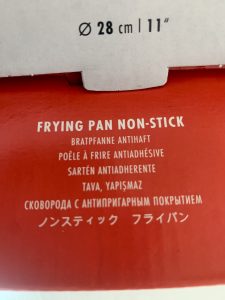 Ø 28 cm | 11"
FRYING PAN NON-STICK
BRATPFANNE ANTIHAFT
POÊLE À FRIRE ANTIADHÉSIVE
SARTÉN ANTIADHERENTE
TAVA, YAPIŞMAZ
СКОВОРОДА С АНТИПРИГАРНЫМ ПОКРЫТИЕМ
ノンスティック フライパン